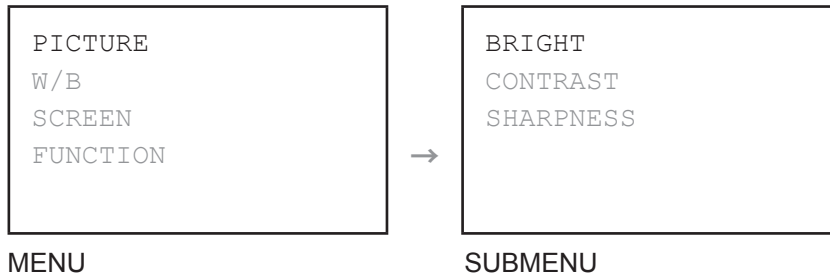 PICTURE
W/B
SCREEN
FUNCTION
→
BRIGHT
CONTRAST
SHARPNESS
MENU
SUBMENU